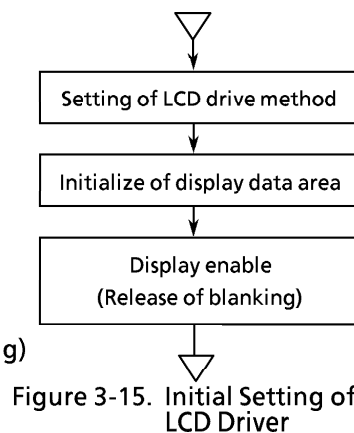 Setting of LCD drive method
Initialize of display data area
Display enable
(Release of blanking)
g)
Figure 3-15. Initial Setting of
LCD Driver